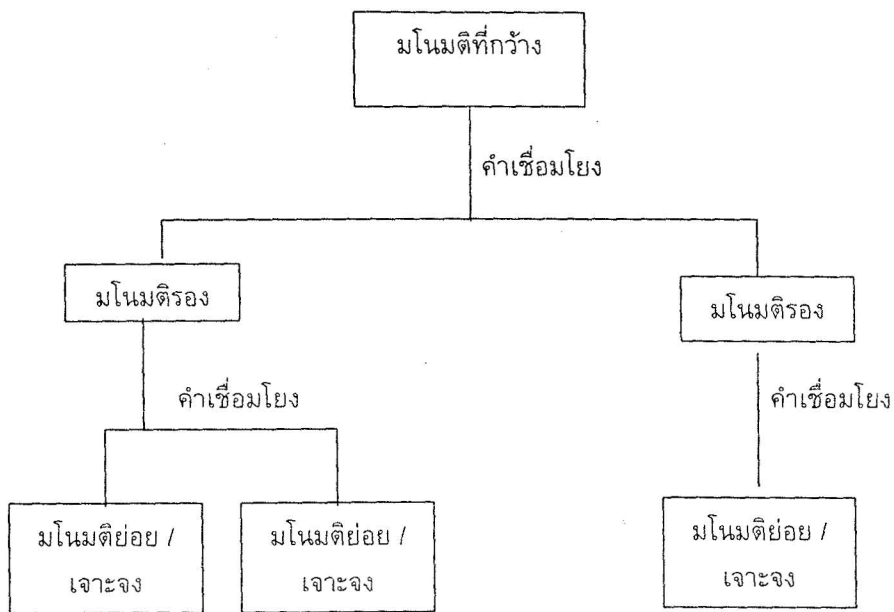 มโนมติที่กว้าง
คำเชื่อมโยง
มโนมติรอง
มโนมติรอง
คำเชื่อมโยง
คำเชื่อมโยง
มโนมติย่อย /
เจาะจง
มโนมติย่อย /
เจาะจง
มโนมติย่อย /
เจาะจง